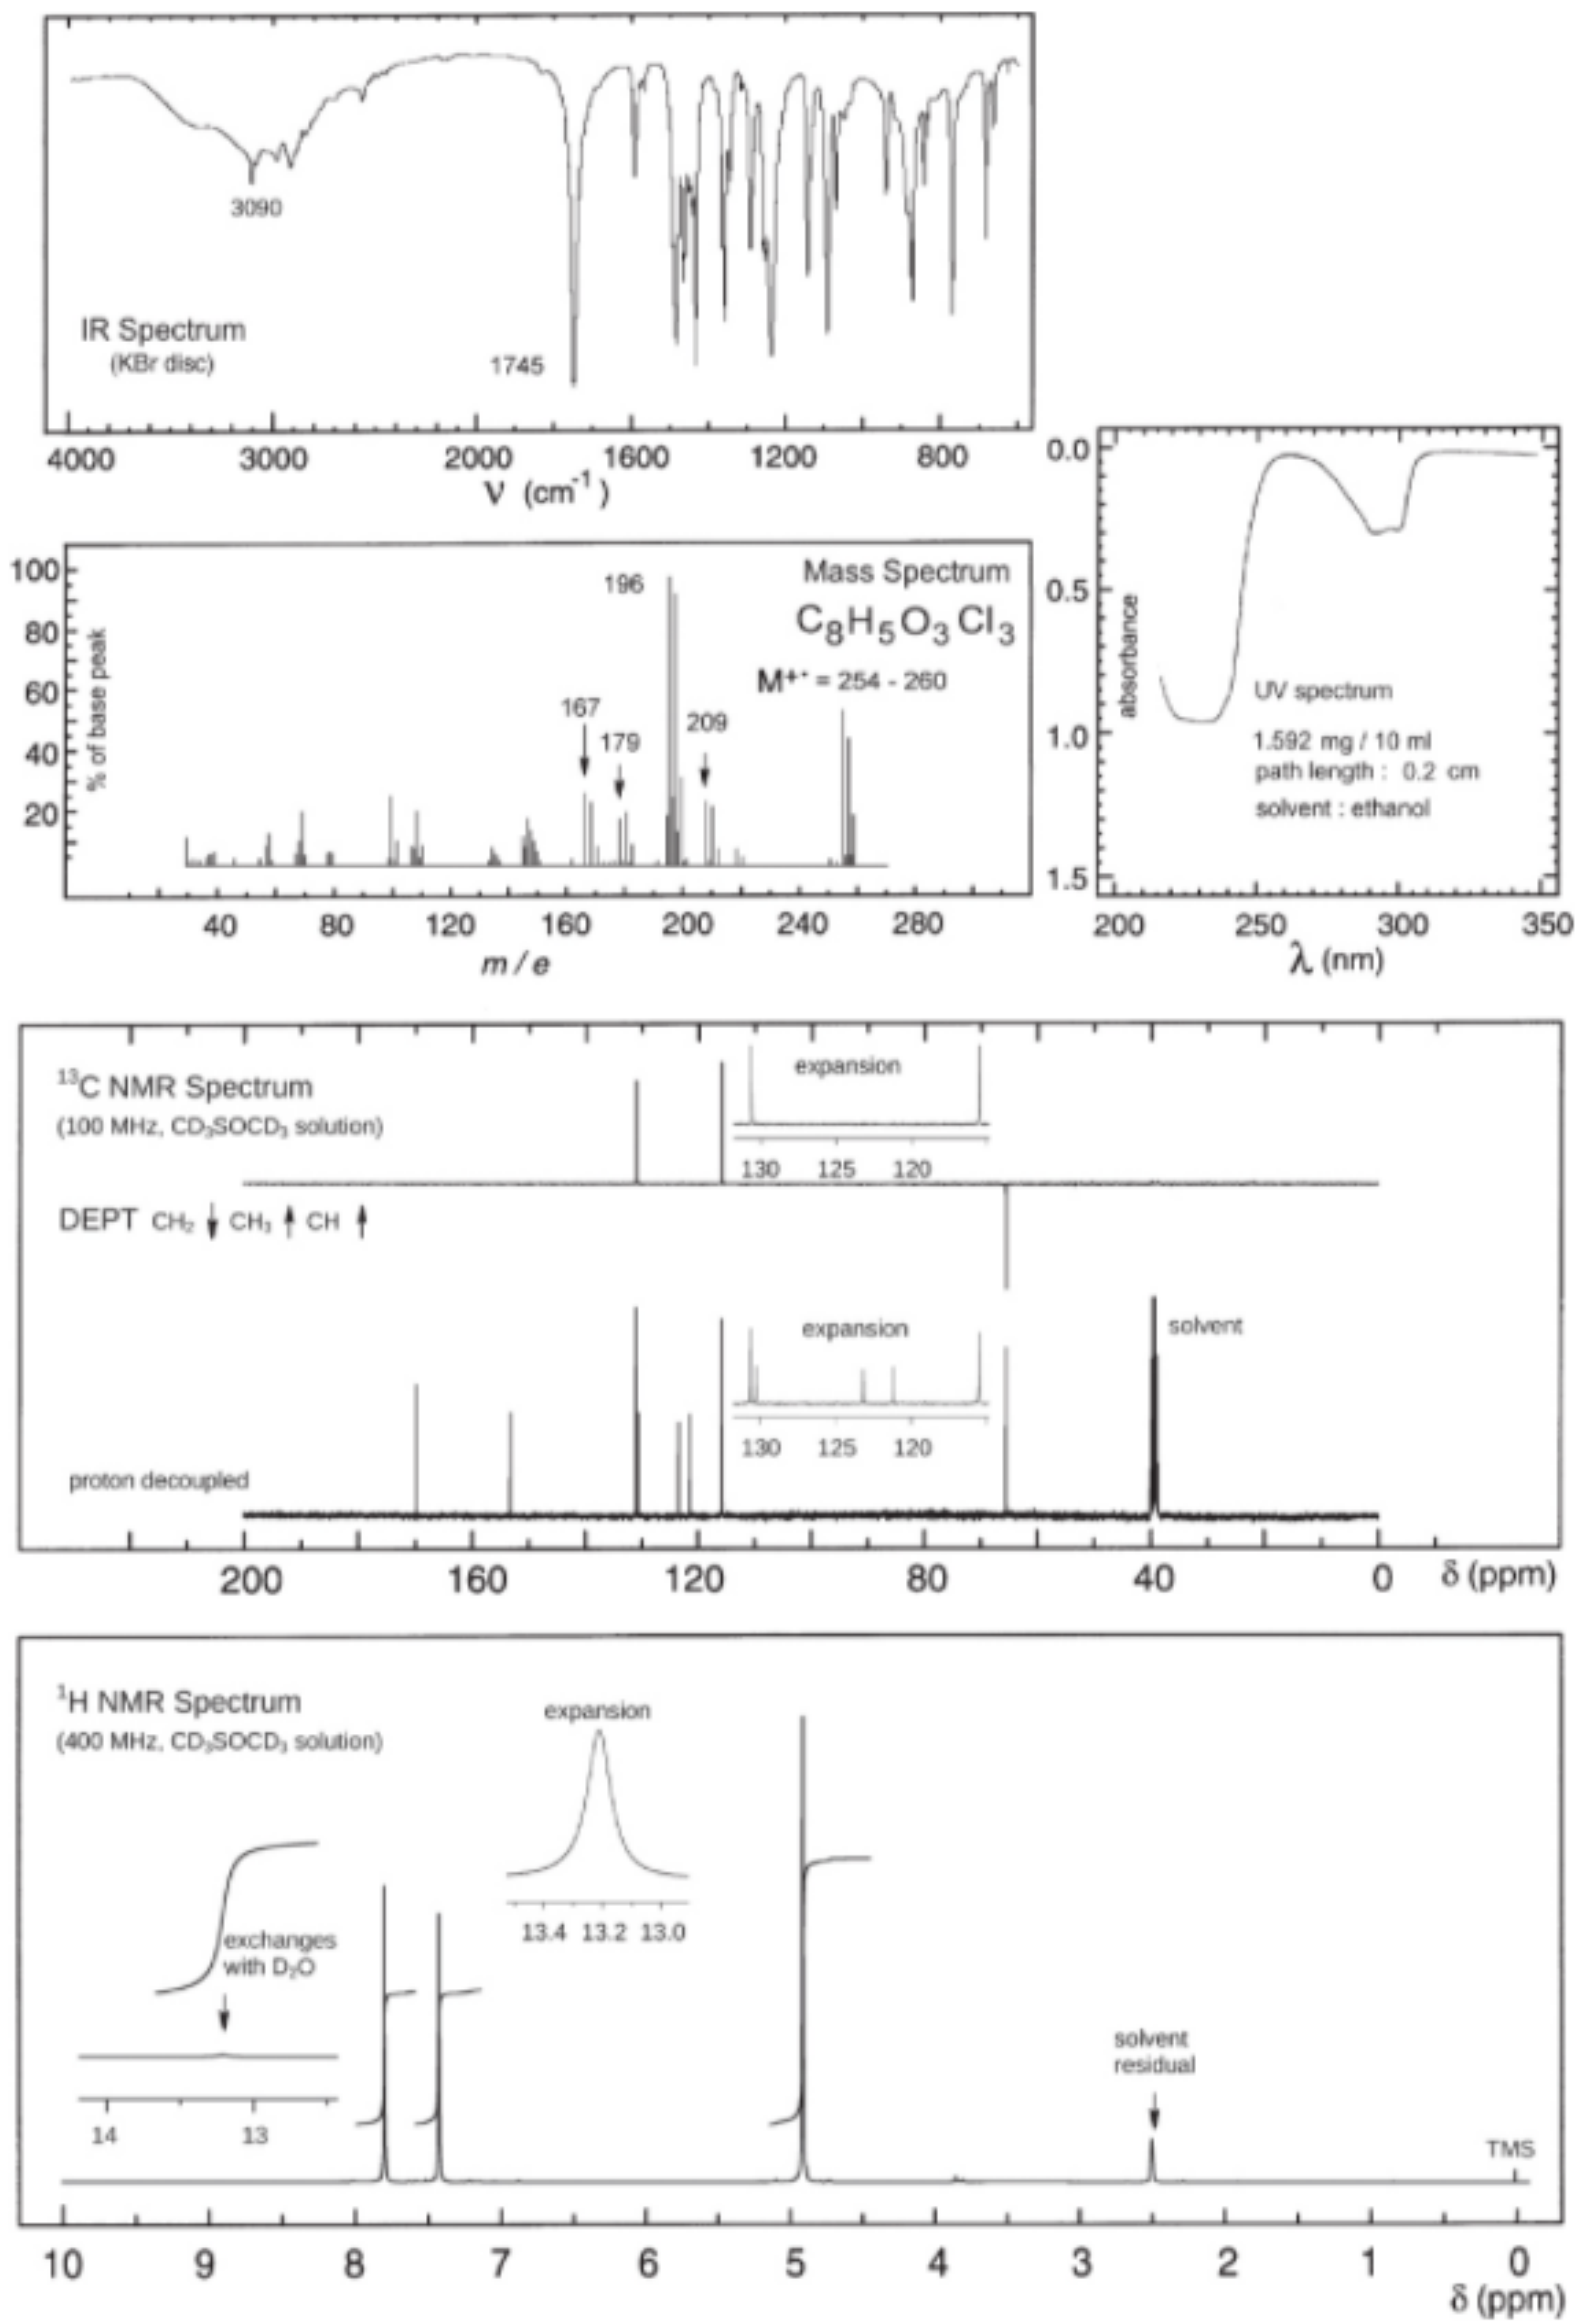 3090
IR Spectrum
(KBr disc)
1745
4000 3000 2000 1600 1200 800
ν (cm⁻¹)
100
80
60
40
20
% of base peak
196
Mass Spectrum
C₈H₅O₃Cl₃
M⁺· = 254 - 260
167
179
209
40 80 120 160 200 240 280
m / e
0.0
0.5
1.0
1.5
absorbance
UV spectrum
1.592 mg / 10 ml
path length : 0.2 cm
solvent : ethanol
200 250 300 350
λ (nm)
¹³C NMR Spectrum
(100 MHz, CD₃SOCD₃ solution)
expansion
130 125 120
DEPT CH₂ ↓ CH₃ ↑ CH ↑
expansion
solvent
130 125 120
proton decoupled
200 160 120 80 40 0 δ (ppm)
¹H NMR Spectrum
(400 MHz, CD₃SOCD₃ solution)
expansion
13.4 13.2 13.0
exchanges
with D₂O
14 13
solvent
residual
TMS
10 9 8 7 6 5 4 3 2 1 0
δ (ppm)